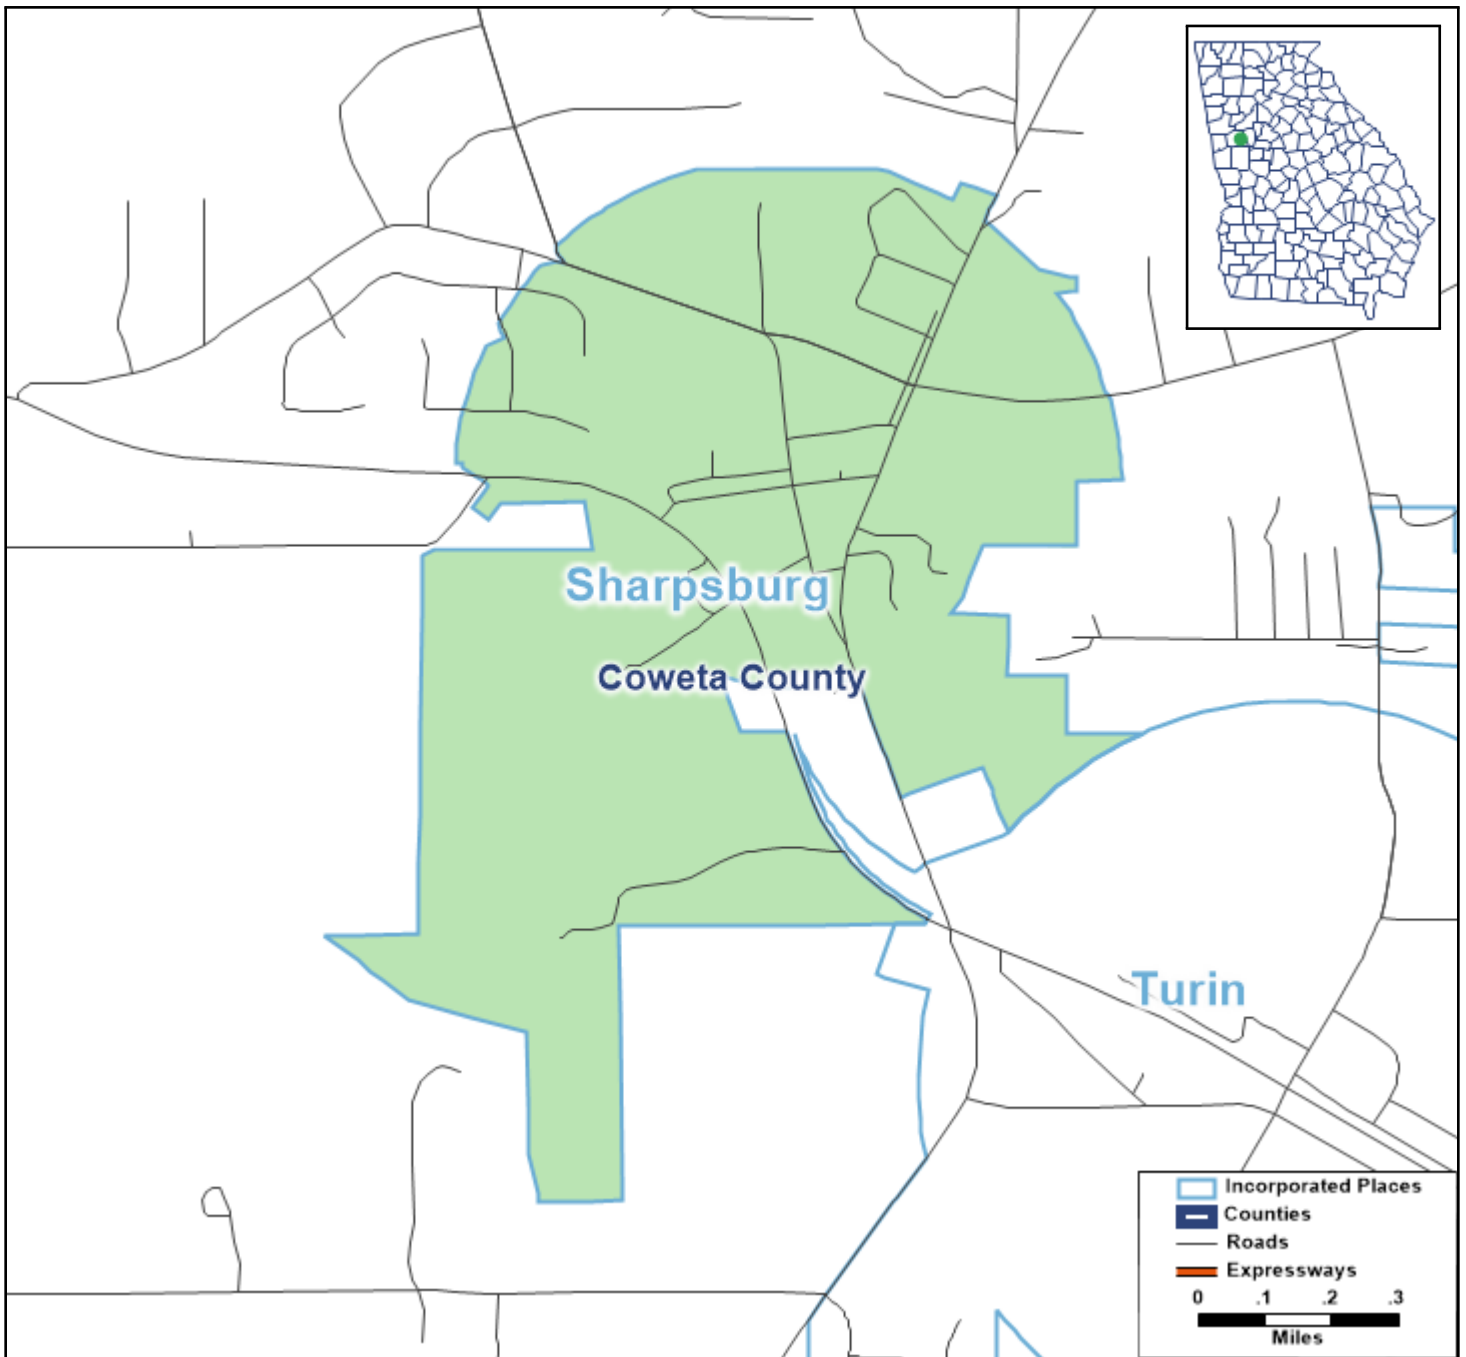 Sharpsburg
Coweta County
Turin
Incorporated Places
Counties
Roads
Expressways
0 .1 .2 .3
Miles